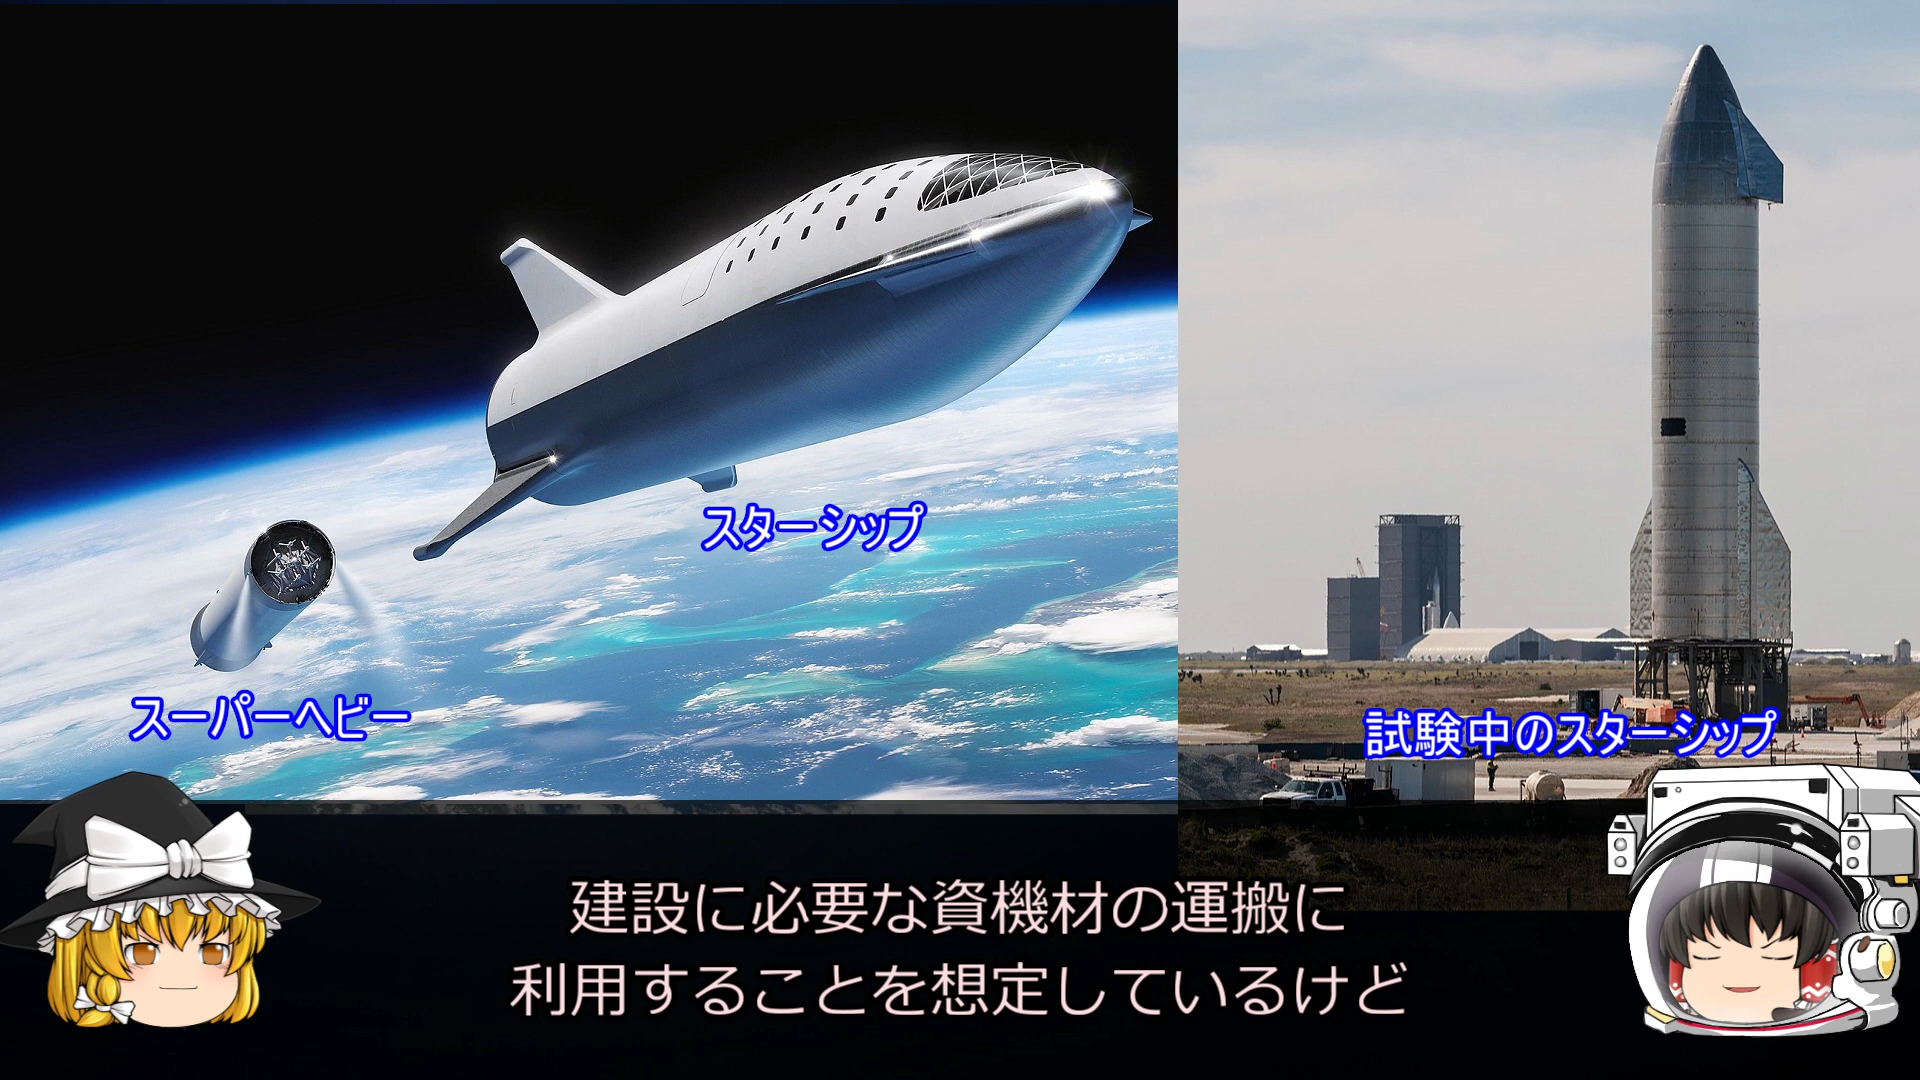 スターシップ
スーパーヘビー
試験中のスターシップ
建設に必要な資機材の運搬に
利用することを想定しているけど